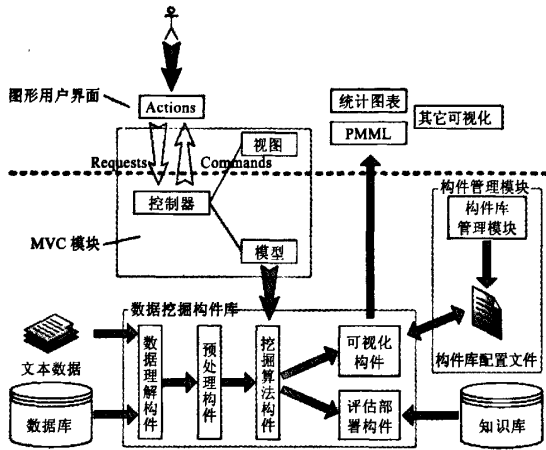 图形用户界面
Actions
统计图表
其它可视化
PMML
视图
Requests
Commands
构件管理模块
控制器
构件库
管理模块
MVC 模块
模型
数据挖掘构件库
文本数据
数据理解构件
预处理构件
挖掘算法构件
可视化
构件
构件库配置文件
数据库
评估部
署构件
知识库